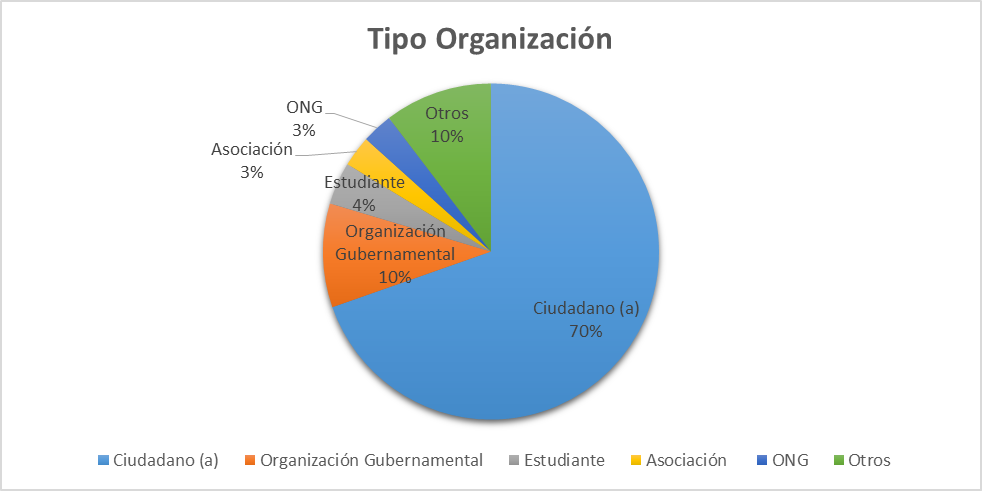 Tipo Organización
ONG
3%
Otros
10%
Asociación
3%
Estudiante
4%
Organización
Gubernamental
10%
Ciudadano (a)
70%
Ciudadano (a) Organización Gubernamental Estudiante Asociación ONG Otros